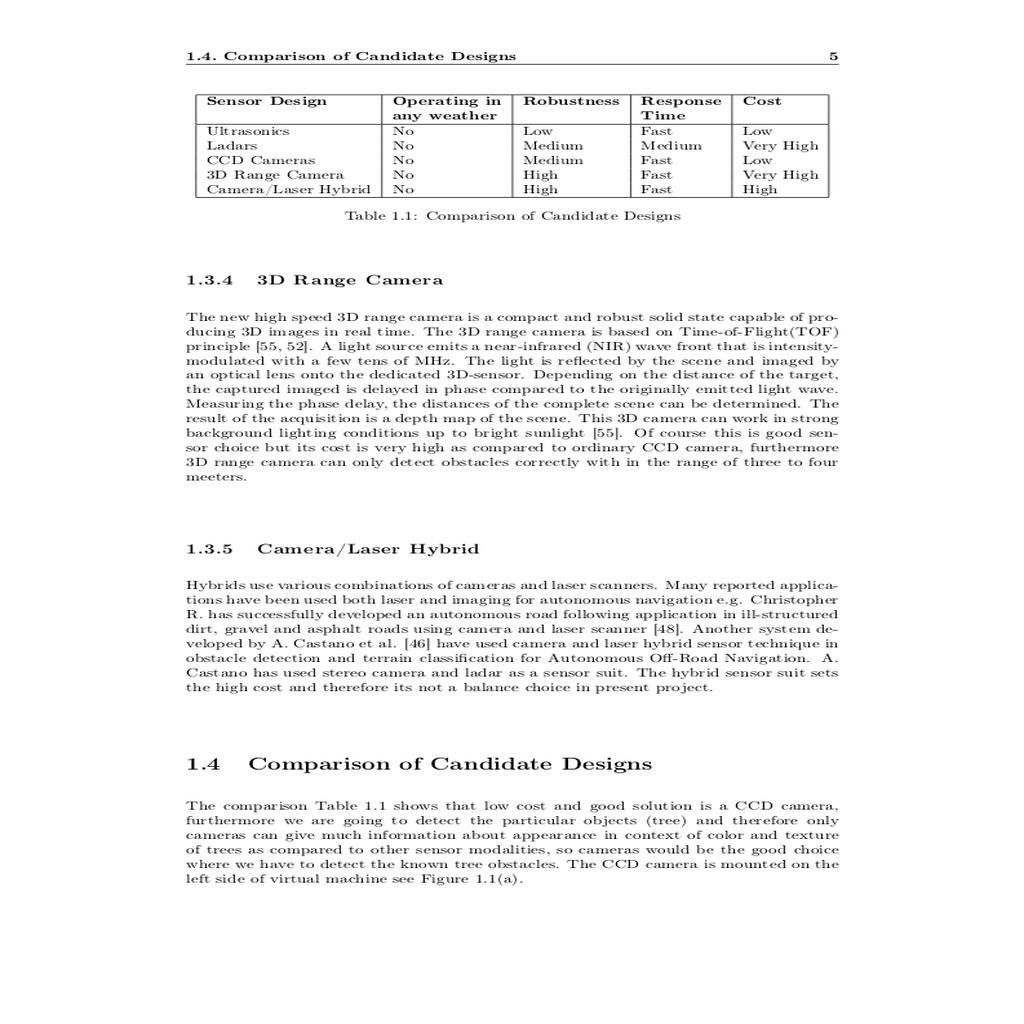 1.4. Comparison of Candidate Designs 5
Sensor Design Operating in Robustness Response Cost
any weather Time
Ultrasonics No Low Fast Low
Ladars No Medium Medium Very High
CCD Cameras No Medium Fast Low
3D Range Camera No High Fast Very High
Camera/Laser Hybrid No High Fast High
Table 1.1: Comparison of Candidate Designs
1.3.4 3D Range Camera
The new high speed 3D range camera is a compact and robust solid state capable of pro-
ducing 3D images in real time. The 3D range camera is based on Time-of-Flight(TOF)
principle [55, 52]. A light source emits a near-infrared (NIR) wave front that is intensity-
modulated with a few tens of MHz. The light is reflected by the scene and imaged by
an optical lens onto the dedicated 3D-sensor. Depending on the distance of the target,
the captured imaged is delayed in phase compared to the originally emitted light wave.
Measuring the phase delay, the distances of the complete scene can be determined. The
result of the acquisition is a depth map of the scene. This 3D camera can work in strong
background lighting conditions up to bright sunlight [55]. Of course this is good sen-
sor choice but its cost is very high as compared to ordinary CCD camera, furthermore
3D range camera can only detect obstacles correctly with in the range of three to four
meeters.
1.3.5 Camera/Laser Hybrid
Hybrids use various combinations of cameras and laser scanners. Many reported applica-
tions have been used both laser and imaging for autonomous navigation e.g. Christopher
R. has successfully developed an autonomous road following application in ill-structured
dirt, gravel and asphalt roads using camera and laser scanner [48]. Another system de-
veloped by A. Castano et al. [46] have used camera and laser hybrid sensor technique in
obstacle detection and terrain classification for Autonomous Off-Road Navigation. A.
Castano has used stereo camera and ladar as a sensor suit. The hybrid sensor suit sets
the high cost and therefore its not a balance choice in present project.
1.4 Comparison of Candidate Designs
The comparison Table 1.1 shows that low cost and good solution is a CCD camera,
furthermore we are going to detect the particular objects (tree) and therefore only
cameras can give much information about appearance in context of color and texture
of trees as compared to other sensor modalities, so cameras would be the good choice
where we have to detect the known tree obstacles. The CCD camera is mounted on the
left side of virtual machine see Figure 1.1(a).